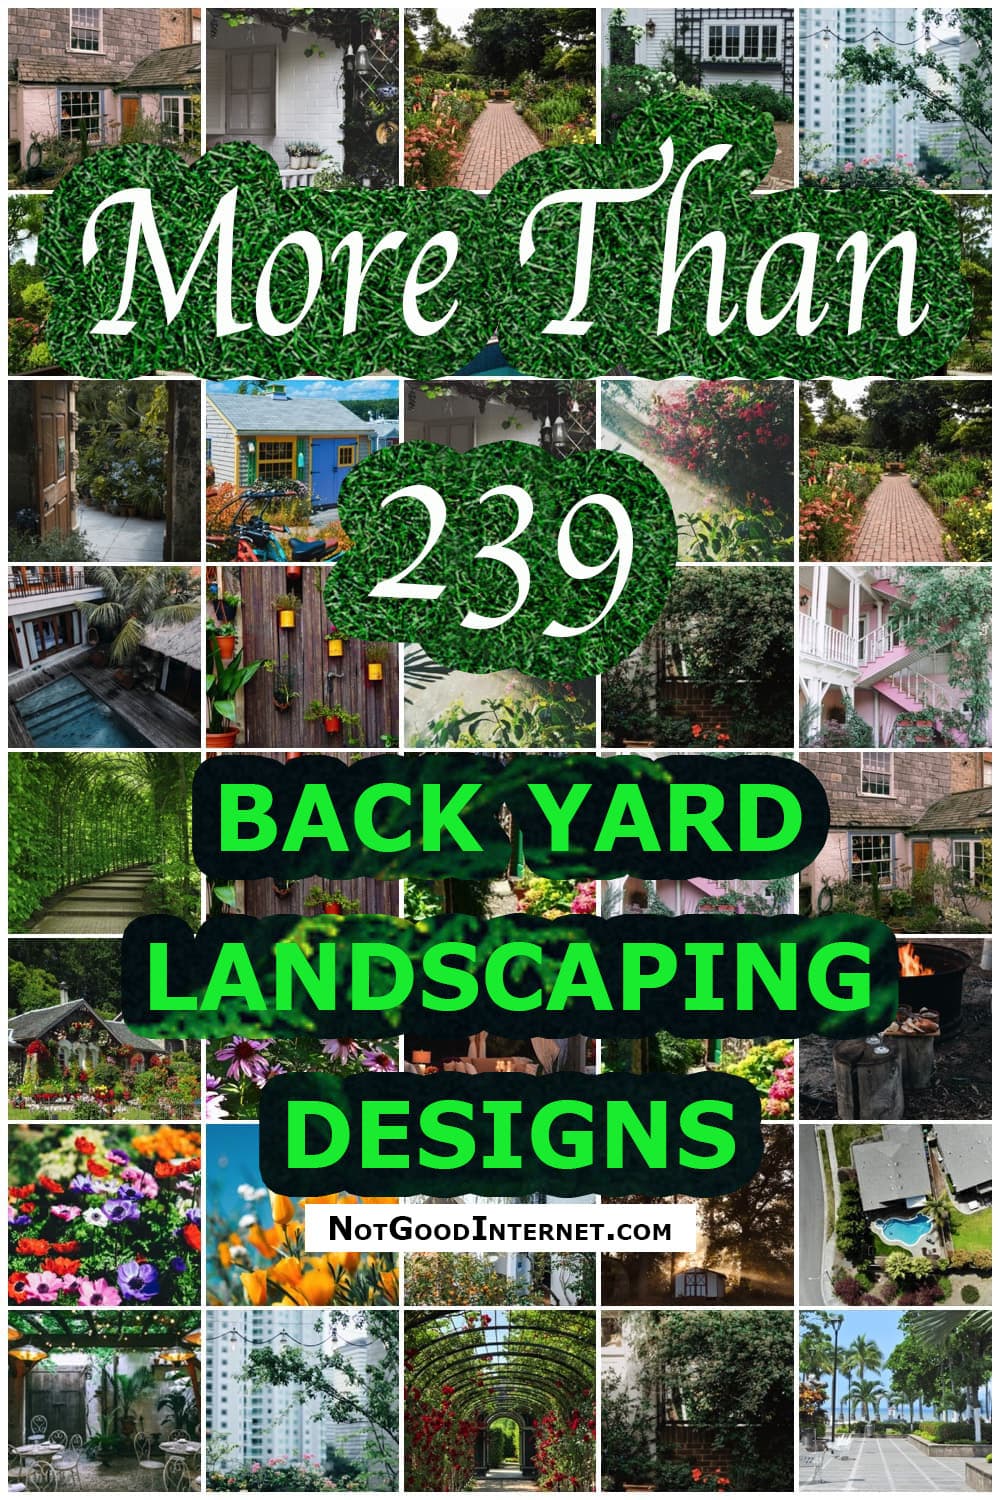 More Than
239
BACK YARD
LANDSCAPING
DESIGNS
NOTGOODINTERNET.COM